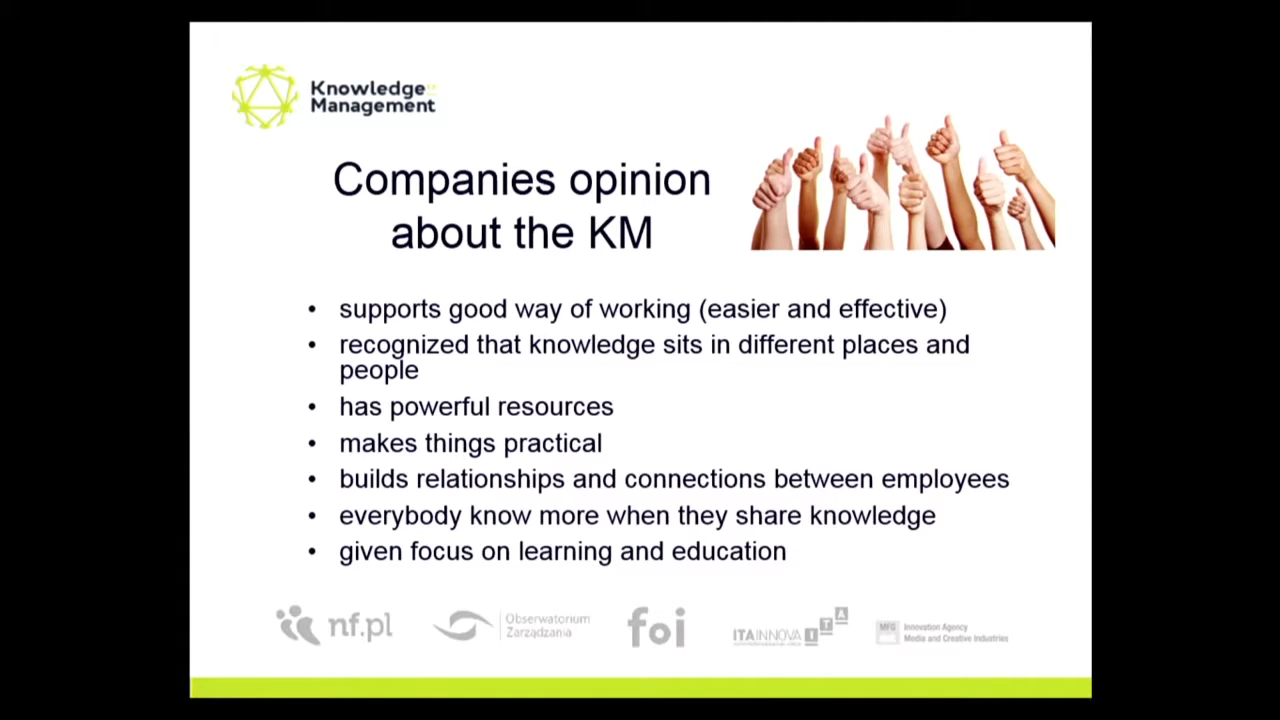 Knowledge
Management
Companies opinion
about the KM
• supports good way of working (easier and effective)
• recognized that knowledge sits in different places and
people
• has powerful resources
• makes things practical
• builds relationships and connections between employees
• everybody know more when they share knowledge
• given focus on learning and education
nf.pl
Obserwatorium
Zarządzania
foi
ITAINNOVA ITA
MFG Innovation Agency
Media and Creative Industries